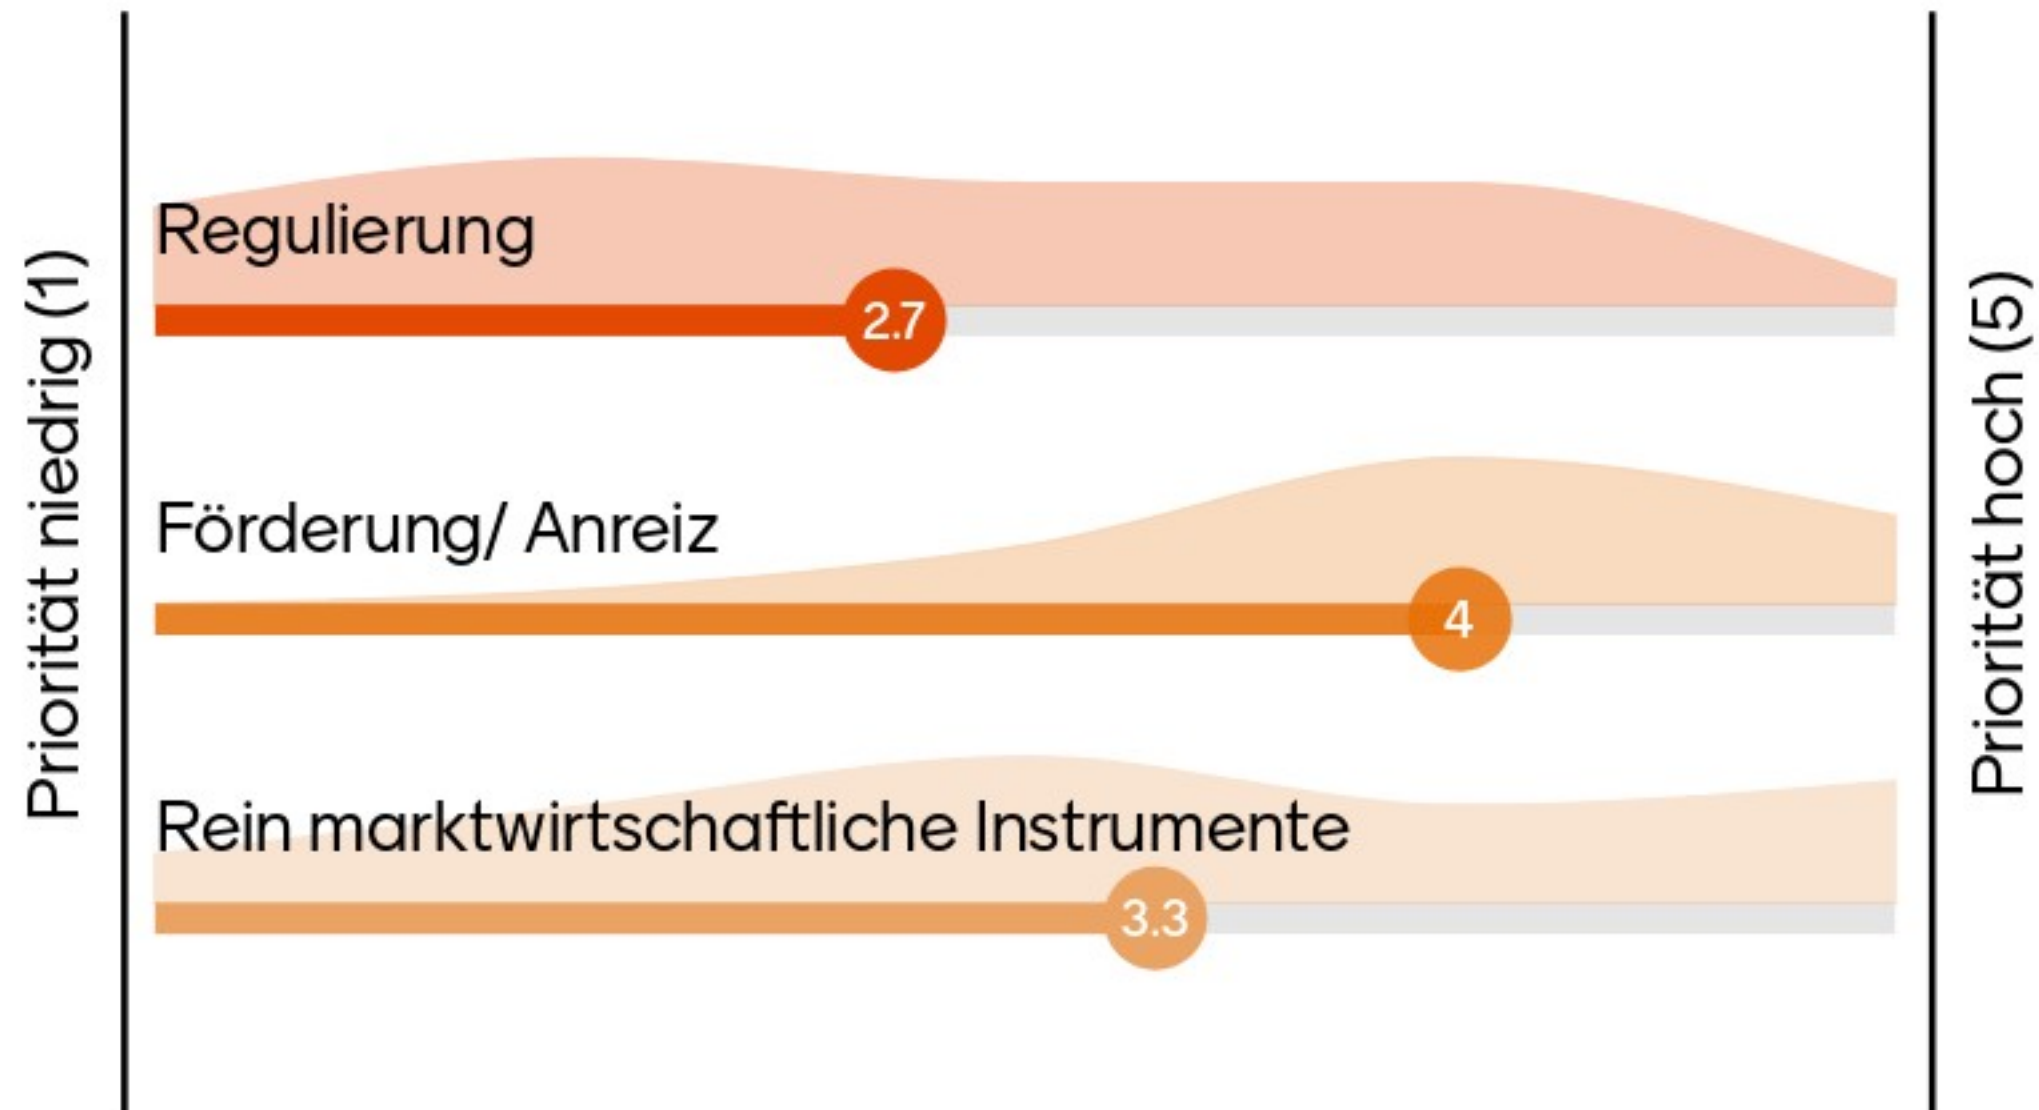 Priorität niedrig (1)
Regulierung
2.7
Förderung/ Anreiz
4
Rein marktwirtschaftliche Instrumente
3.3
Priorität hoch (5)